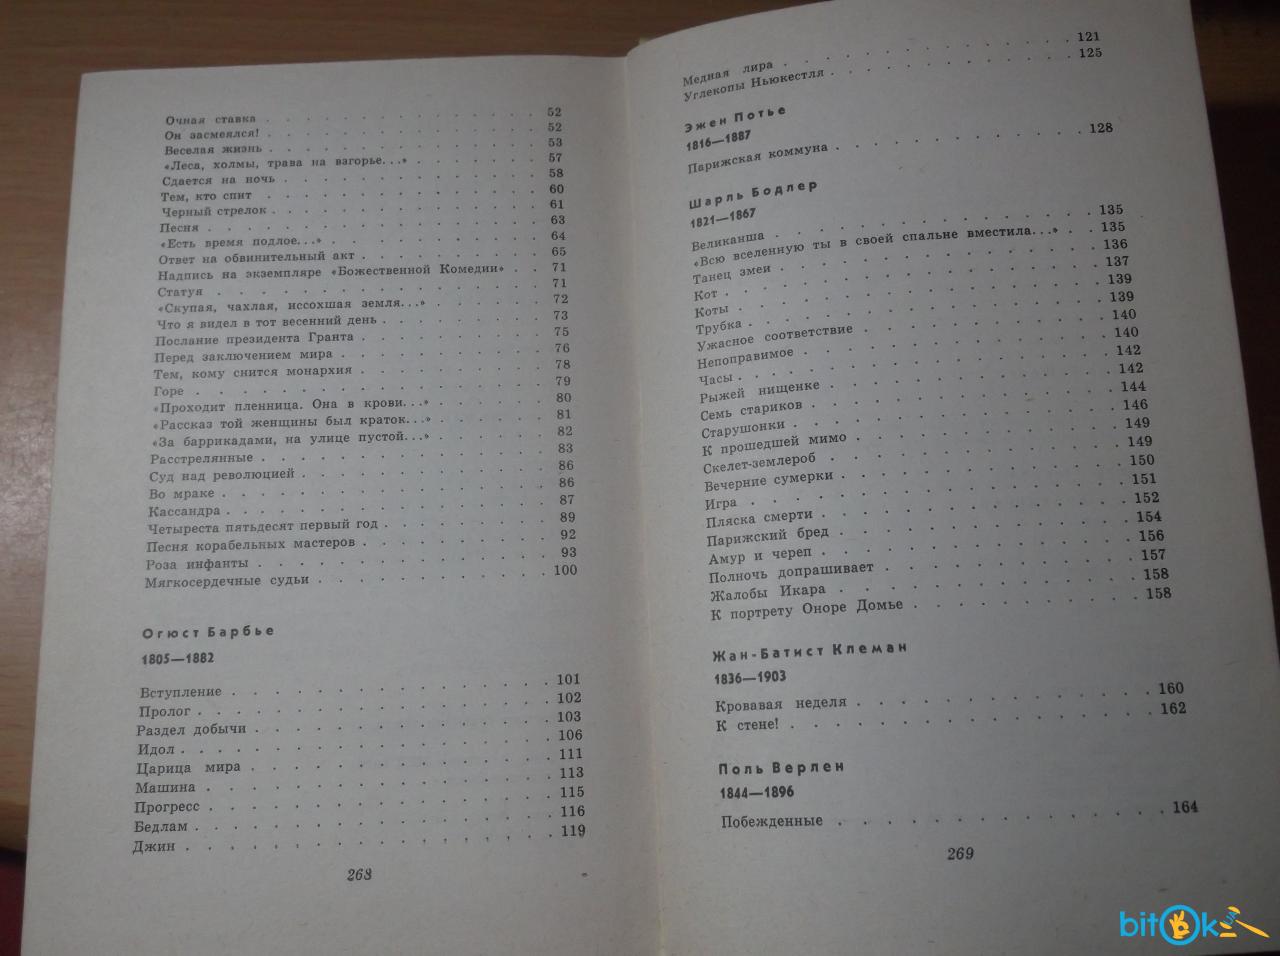 Очная ставка . . . 52
Он засмеялся! . . . 52
Веселая жизнь . . . 53
«Леса, холмы, трава на взгорье...» . . . 57
Сдается на ночь . . . 58
Тем, кто спит . . . 60
Черный стрелок . . . 61
Песня . . . 63
«Есть время подлое...» . . . 64
Ответ на обвинительный акт . . . 65
Надпись на экземпляре «Божественной Комедии» . . 71
Статуя . . . 71
«Скупая, чахлая, иссохшая земля...» . . . 72
Что я видел в тот весенний день . . . 73
Послание президента Гранта . . . 75
Перед заключением мира . . . 76
Тем, кому снится монархия . . . 78
Горе . . . 79
«Проходит пленница. Она в крови...» . . . 80
«Рассказ той женщины был краток...» . . . 81
«За баррикадами, на улице пустой...» . . . 82
Расстрелянные . . . 83
Суд над революцией . . . 86
Во мраке . . . 86
Кассандра . . . 87
Четыреста пятьдесят первый год . . . 89
Песня корабельных мастеров . . . 92
Роза инфанты . . . 93
Мягкосердечные судьи . . . 100
Огюст Барбье
1805—1882
Вступление . . . 101
Пролог . . . 102
Раздел добычи . . . 103
Идол . . . 106
Царица мира . . . 111
Машина . . . 113
Прогресс . . . 115
Бедлам . . . 116
Джин . . . 119
268
Медная лира . . . 121
Углекопы Ньюкестля . . . 125
Эжен Потье
1816—1887
Парижская коммуна . . . 128
Шарль Бодлер
1821—1867
Великанша . . . 135
«Всю вселенную ты в своей спальне вместила...» . . 135
Танец змеи . . . 136
Кот . . . 137
Коты . . . 139
Трубка . . . 139
Ужасное соответствие . . . 140
Непоправимое . . . 140
Часы . . . 142
Рыжей нищенке . . . 142
Семь стариков . . . 144
Старушонки . . . 146
К прошедшей мимо . . . 149
Скелет-землероб . . . 149
Вечерние сумерки . . . 150
Игра . . . 151
Пляска смерти . . . 152
Парижский бред . . . 154
Амур и череп . . . 156
Полночь допрашивает . . . 157
Жалобы Икара . . . 158
К портрету Оноре Домье . . . 158
Жан-Батист Клеман
1836—1903
Кровавая неделя . . . 160
К стене! . . . 162
Поль Верлен
1844—1896
Побежденные . . . 164
269
bitok